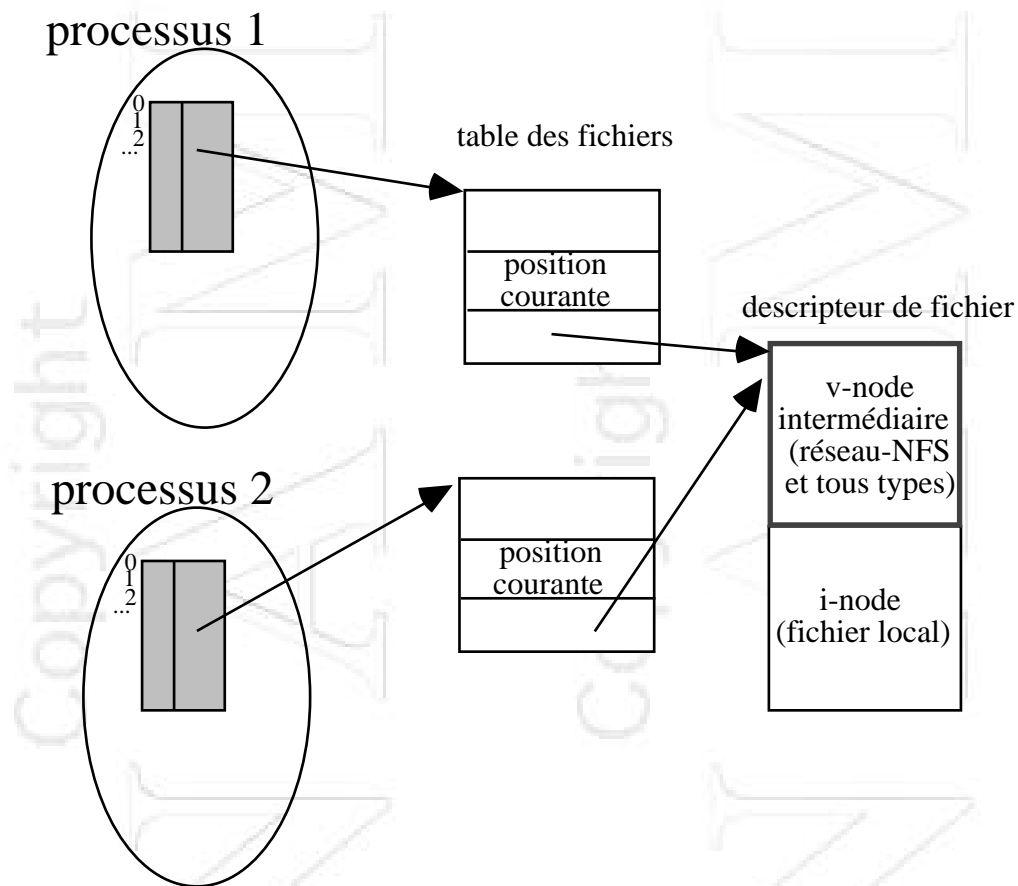 processus 1
0
1
2
...
table des fichiers
position
courante
descripteur de fichier
v-node
intermédiaire
(réseau-NFS
et tous types)
i-node
(fichier local)
processus 2
0
1
2
...
position
courante
Copyright